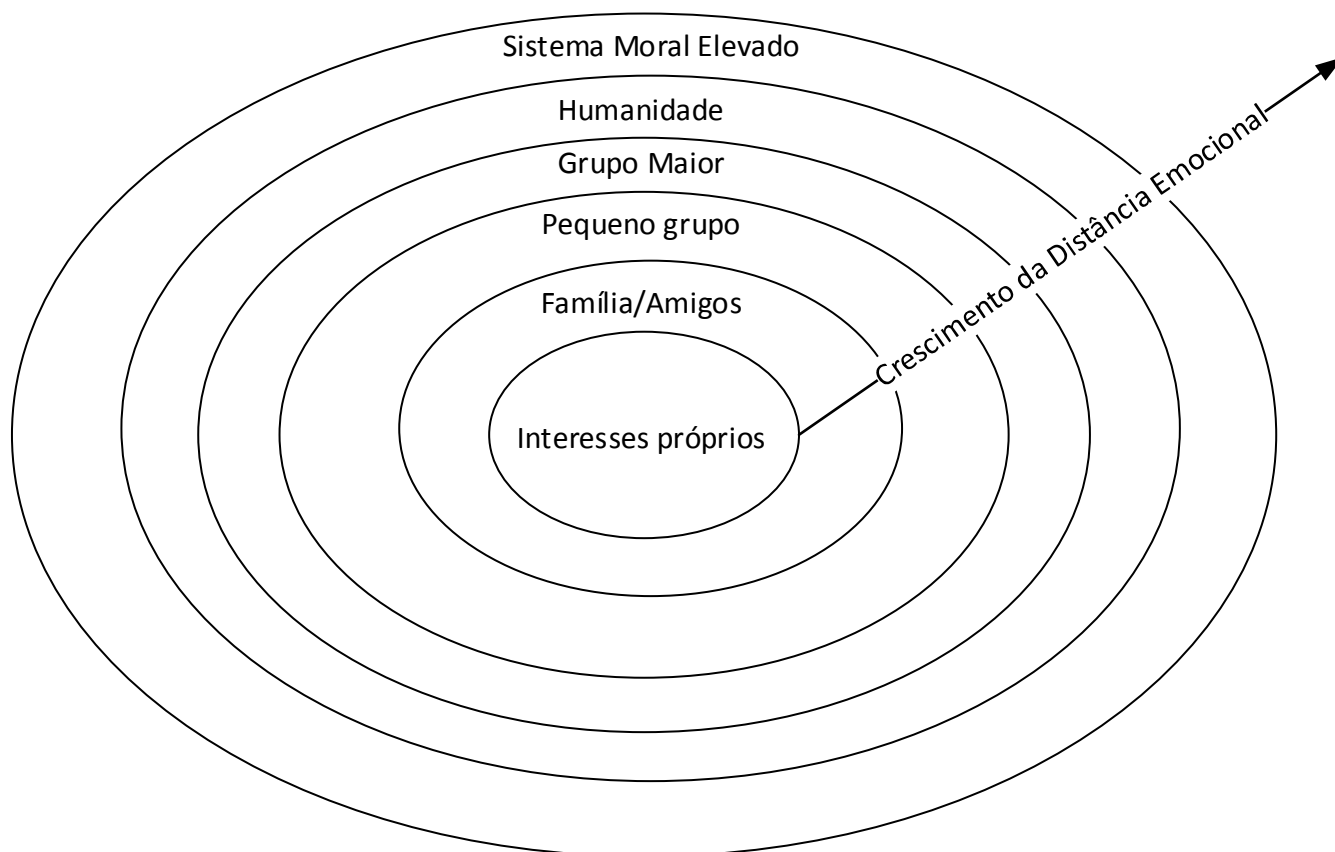 Sistema Moral Elevado
Humanidade
Grupo Maior
Pequeno grupo
Família/Amigos
Interesses próprios
Crescimento da Distância Emocional